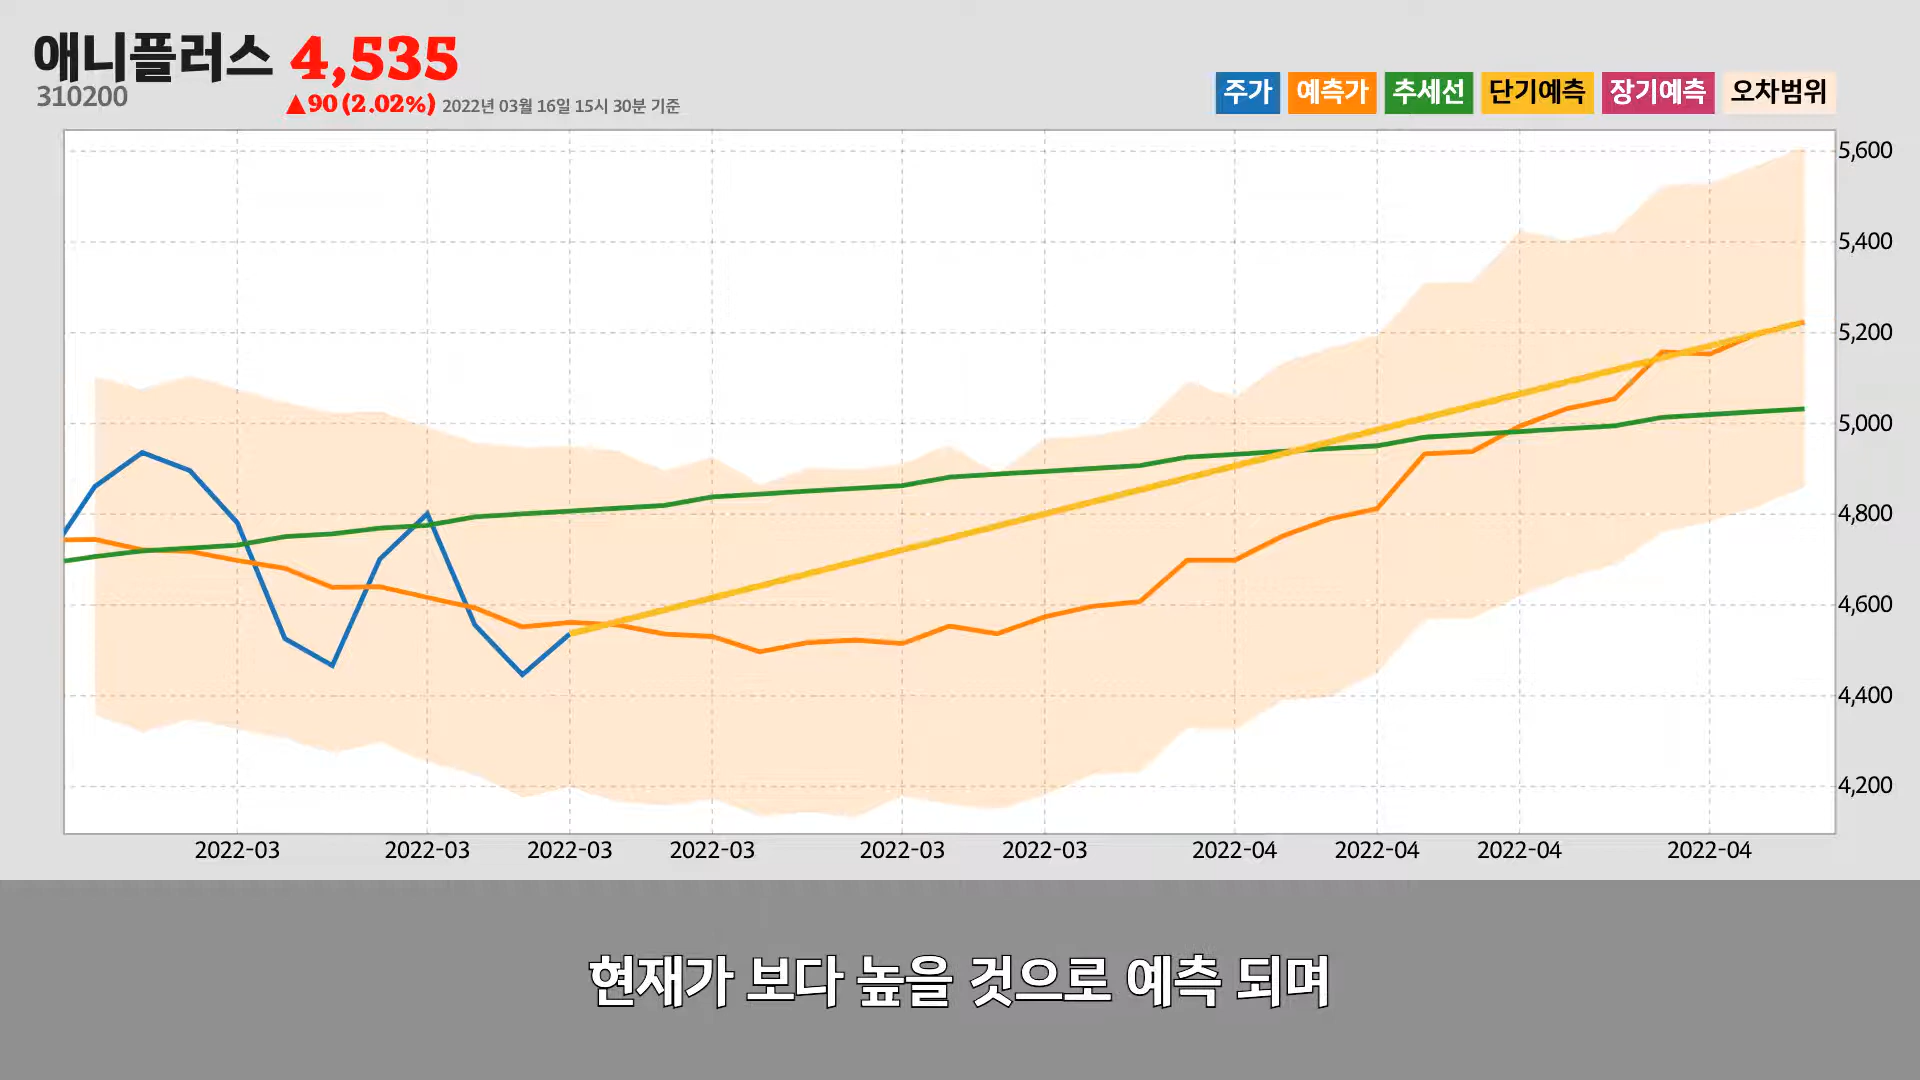 애니플러스 4,535
310200
▲90 (2.02%) 2022년 03월 16일 15시 30분 기준
주가 예측가 추세선 단기예측 장기예측 오차범위
5,600
5,400
5,200
5,000
4,800
4,600
4,400
4,200
2022-03 2022-03 2022-03 2022-03 2022-03 2022-03 2022-04 2022-04 2022-04 2022-04
현재가 보다 높을 것으로 예측 되며